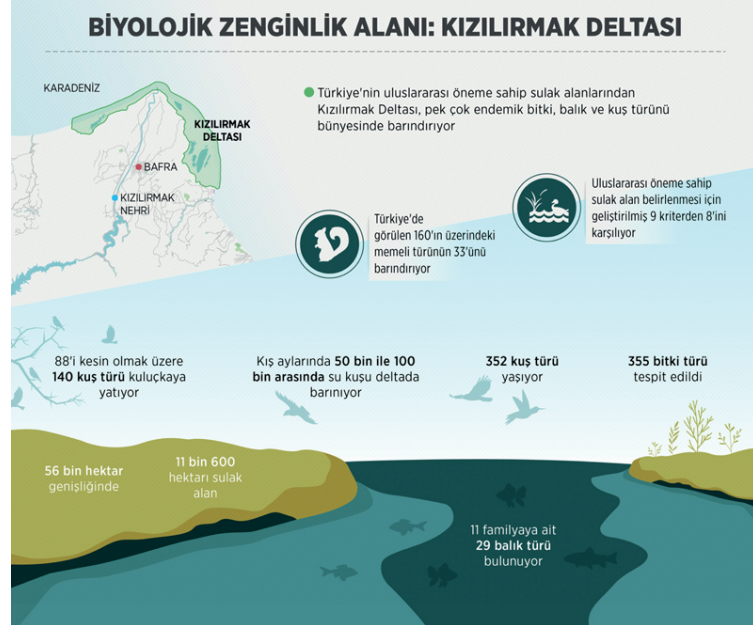 BİYOLOJİK ZENGİNLİK ALANI: KIZILIRMAK DELTASI
KARADENİZ
KIZILIRMAK
DELTASI
BAFRA
KIZILIRMAK
NEHRİ
Türkiye'nin uluslararası öneme sahip sulak alanlarından
Kızılırmak Deltası, pek çok endemik bitki, balık ve kuş türünü
bünyesinde barındırıyor
Türkiye'de
görülen 160'ın üzerindeki
memeli türünün 33'ünü
barındırıyor
Uluslararası öneme sahip
sulak alan belirlenmesi için
geliştirilmiş 9 kriterden 8'ini
karşılıyor
88'i kesin olmak üzere
140 kuş türü kuluçkaya
yatıyor
Kış aylarında 50 bin ile 100
bin arasında su kuşu deltada
barınıyor
352 kuş türü
yaşıyor
355 bitki türü
tespit edildi
56 bin hektar
genişliğinde
11 bin 600
hektarı sulak
alan
11 familyaya ait
29 balık türü
bulunuyor